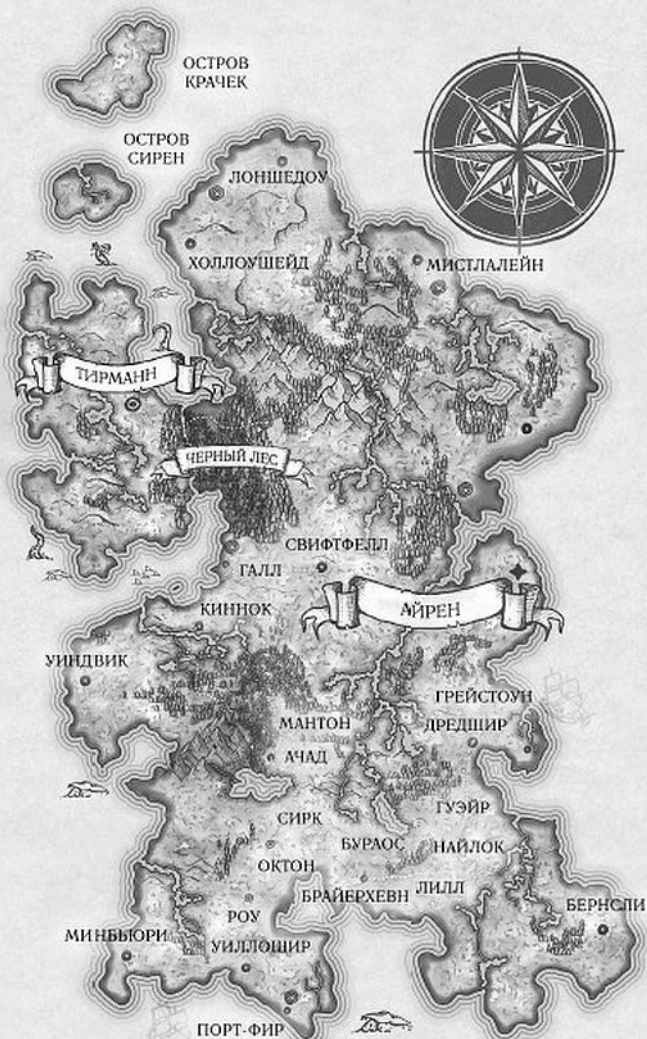 ОСТРОВ
КРАЧЕК
ОСТРОВ
СИРЕН
ЛОНШЕДОУ
ХОЛЛОУШЕЙД
МИСТЛАЛЕЙН
ТИРМАНН
ЧЕРНЫЙ ЛЕС
СВИФТФЕЛЛ
ГАЛЛ
АЙРЕН
КИННОК
УИНДВИК
ГРЕЙСТОУН
МАНТОН
ДРЕДШИР
АЧАД
ГУЭЙР
СИРК
БУРАОС
НАЙЛОК
ОКТОН
ЛИЛЛ
БРАЙЕРХЕВН
БЕРНСЛИ
РОУ
МИНБЬЮРИ
УИЛЛОШИР
ПОРТ-ФИР